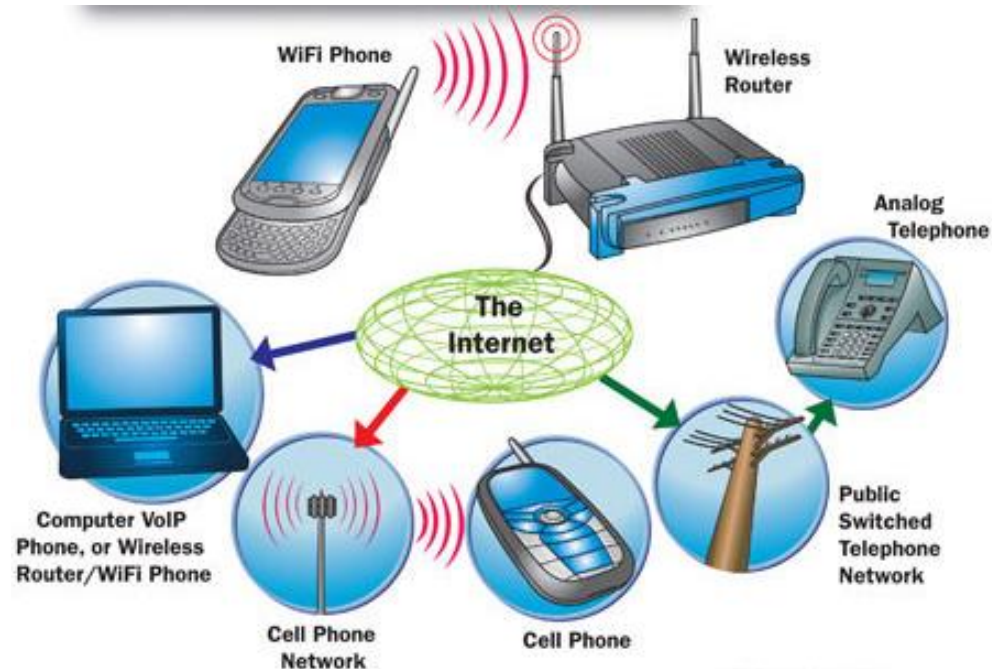 WiFi Phone
Wireless
Router
Analog
Telephone
The
Internet
Computer VoIP
Phone, or Wireless
Router/WiFi Phone
Cell Phone
Network
Cell Phone
Public
Switched
Telephone
Network